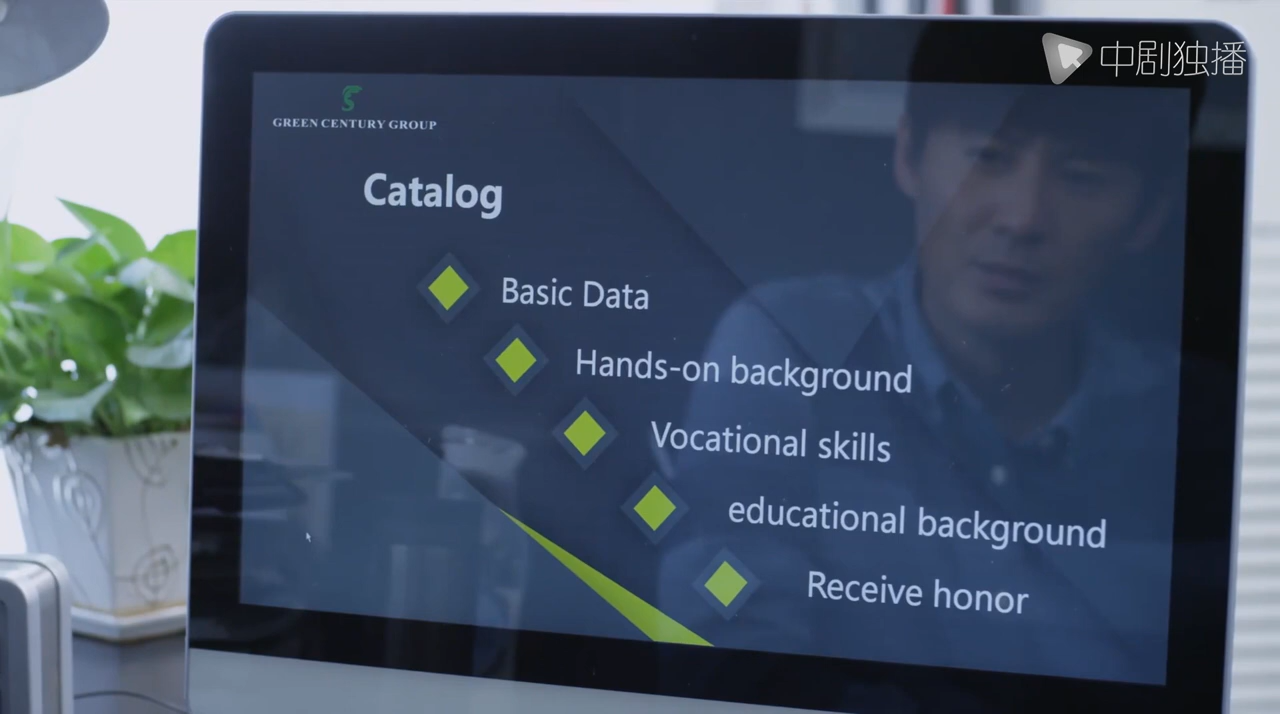 中剧独播
GREEN CENTURY GROUP
Catalog
Basic Data
Hands-on background
Vocational skills
educational background
Receive honor